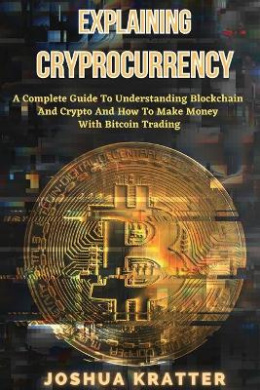 EXPLAINING
CRYPROCURRENCY
A Complete Guide To Understanding Blockchain
And Crypto And How To Make Money
With Bitcoin Trading
JOSHUA KRATTER